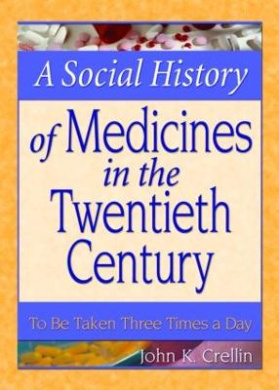 A Social History
of Medicines
in the
Twentieth
Century
To Be Taken Three Times a Day
John K. Crellin